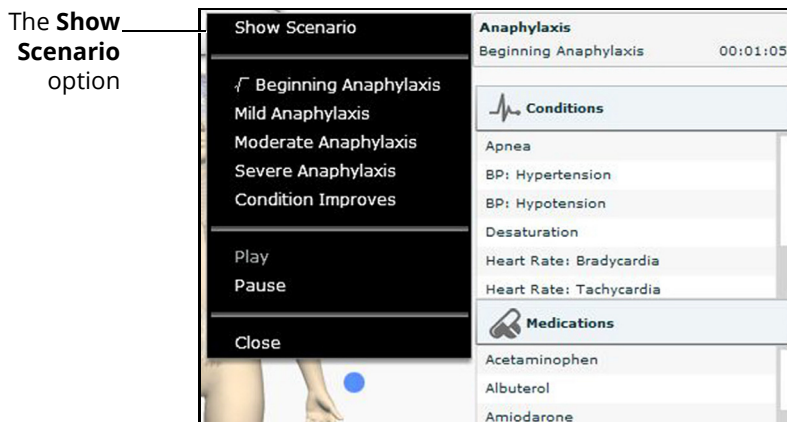 The Show
Scenario
option
Show Scenario
√ Beginning Anaphylaxis
Mild Anaphylaxis
Moderate Anaphylaxis
Severe Anaphylaxis
Condition Improves
Play
Pause
Close
Anaphylaxis
Beginning Anaphylaxis 00:01:05
Conditions
Apnea
BP: Hypertension
BP: Hypotension
Desaturation
Heart Rate: Bradycardia
Heart Rate: Tachycardia
Medications
Acetaminophen
Albuterol
Amiodarone